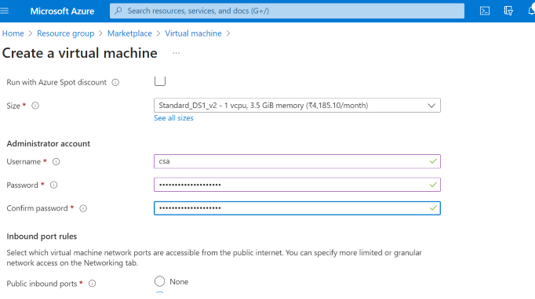 Microsoft Azure
Search resources, services, and docs (G+/)
Home > Resource group > Marketplace > Virtual machine >
Create a virtual machine ...
Run with Azure Spot discount
Size *
Standard_DS1_v2 - 1 vcpu, 3.5 GiB memory (₹4,185.10/month)
See all sizes
Administrator account
Username *
csa
Password *
••••••••••••••••••••
Confirm password *
••••••••••••••••••••
Inbound port rules
Select which virtual machine network ports are accessible from the public internet. You can specify more limited or granular
network access on the Networking tab.
Public inbound ports *
None